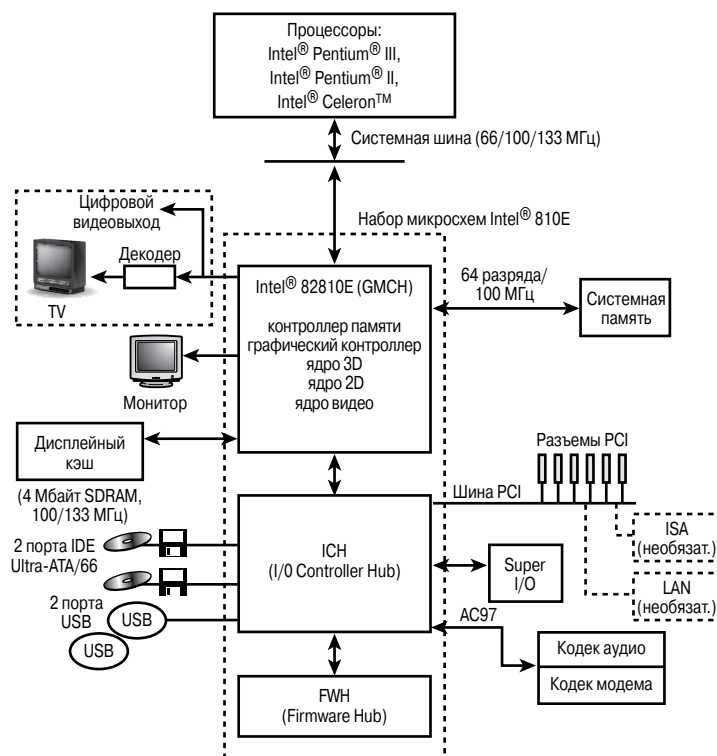 Процессоры:
Intel® Pentium® III,
Intel® Pentium® II,
Intel® Celeron™
Системная шина (66/100/133 МГц)
Цифровой
видеовыход
Набор микросхем Intel® 810E
Декодер
TV
Intel® 82810E (GMCH)
контроллер памяти
графический контроллер
ядро 3D
ядро 2D
ядро видео
64 разряда/
100 МГц
Системная
память
Монитор
Дисплейный
кэш
(4 Мбайт SDRAM,
100/133 МГц)
Разъемы PCI
Шина PCI
ISA
(необязат.)
LAN
(необязат.)
2 порта IDE
Ultra-ATA/66
ICH
(I/0 Controller Hub)
Super
I/O
2 порта
USB
USB
USB
AC97
Кодек аудио
Кодек модема
FWH
(Firmware Hub)